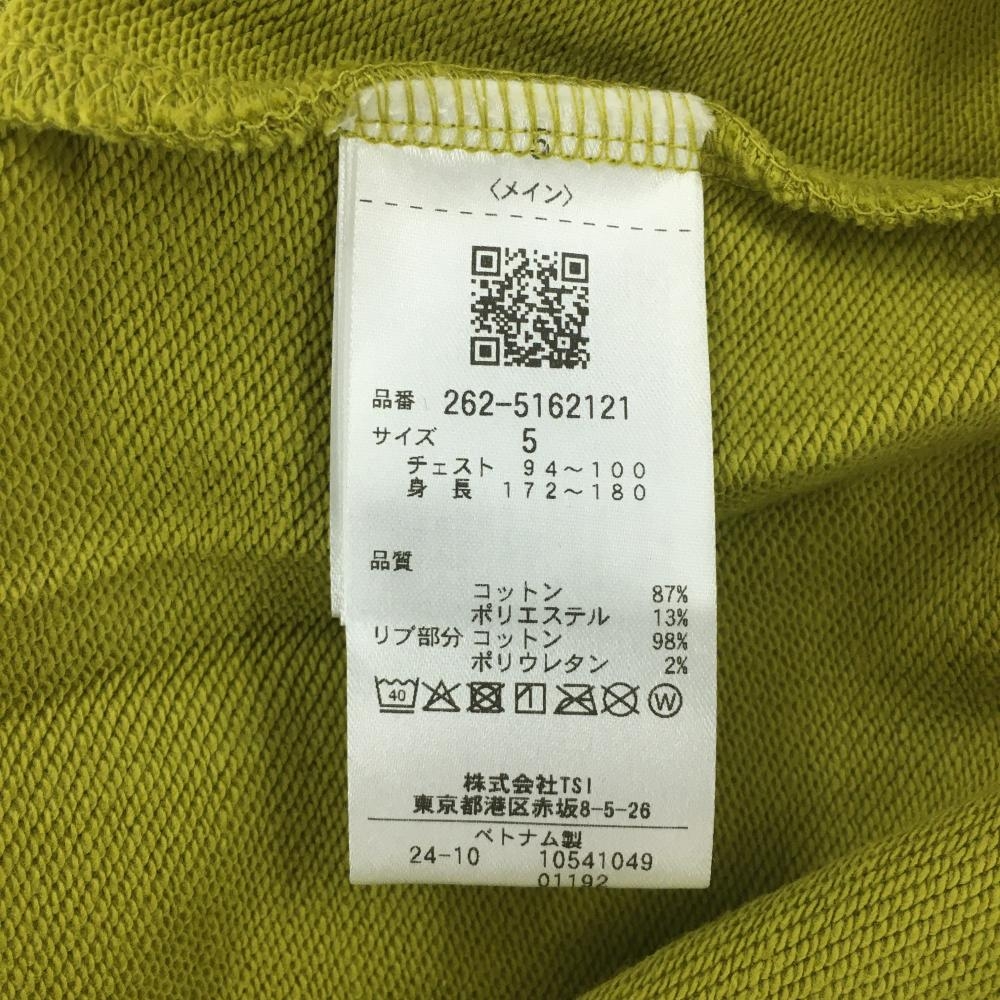 〈メイン〉
品番 262-5162121
サイズ 5
チェスト 94～100
身長 172～180
品質
コットン 87%
ポリエステル 13%
リブ部分 コットン 98%
ポリウレタン 2%
40 W
株式会社TSI
東京都港区赤坂8-5-26
ベトナム製
24-10 10541049
01192